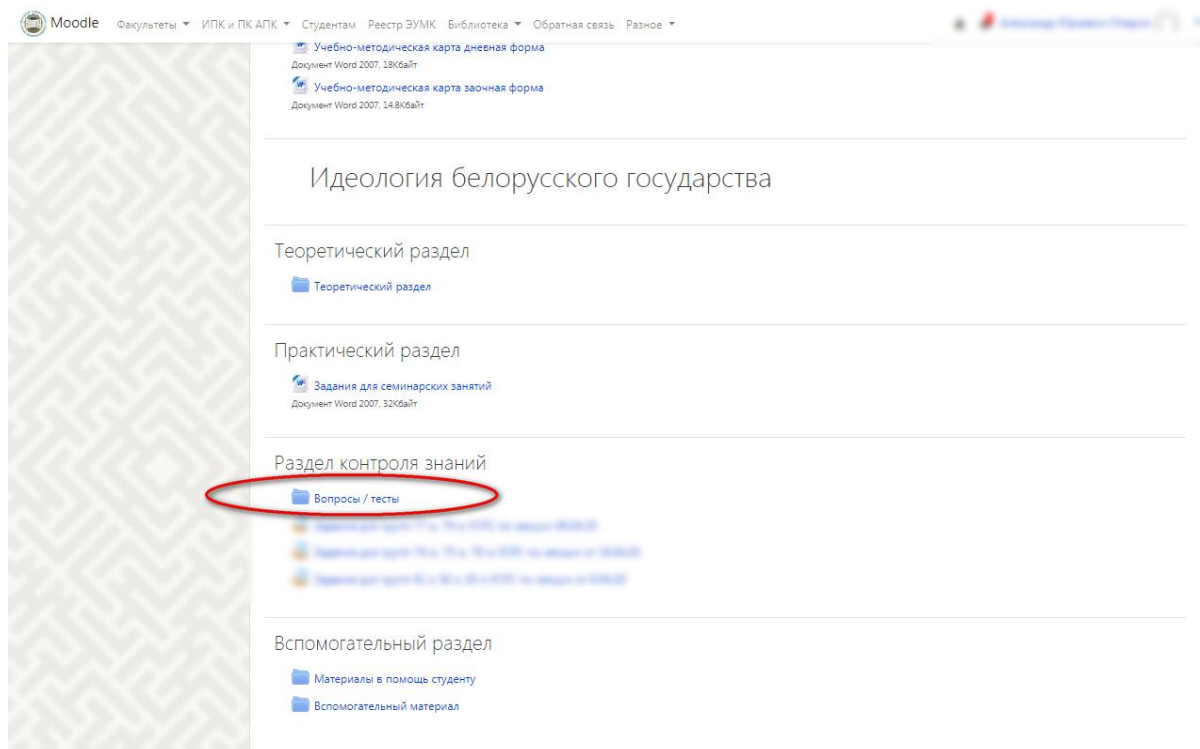 Moodle Факультеты ИПК и ПК АПК Студентам Реестр ЭУМК Библиотека Обратная связь Разное
Учебно-методическая карта дневная форма
Документ Word 2007, 18Кбайт
Учебно-методическая карта заочная форма
Документ Word 2007, 14.8Кбайт
Идеология белорусского государства
Теоретический раздел
Теоретический раздел
Практический раздел
Задания для семинарских занятий
Документ Word 2007, 32Кбайт
Раздел контроля знаний
Вопросы / тесты
Вспомогательный раздел
Материалы в помощь студенту
Вспомогательный материал